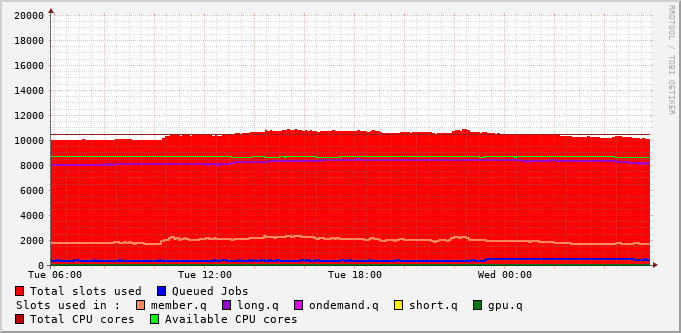 RRDTOOL / TOBI OETIKER
20000
18000
16000
14000
12000
10000
8000
6000
4000
2000
0
Tue 06:00 Tue 12:00 Tue 18:00 Wed 00:00
Total slots used Queued Jobs
Slots used in : member.q long.q ondemand.q short.q gpu.q
Total CPU cores Available CPU cores